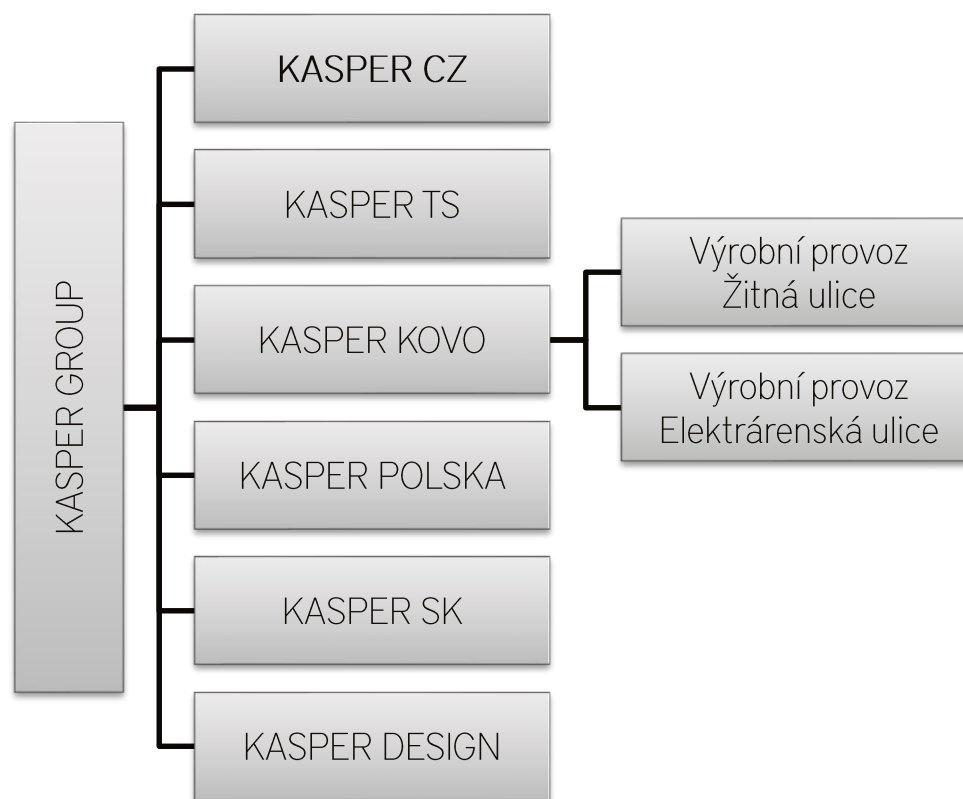 KASPER GROUP
KASPER CZ
KASPER TS
KASPER KOVO
KASPER POLSKA
KASPER SK
KASPER DESIGN
Výrobní provoz
Žitná ulice
Výrobní provoz
Elektrárenská ulice